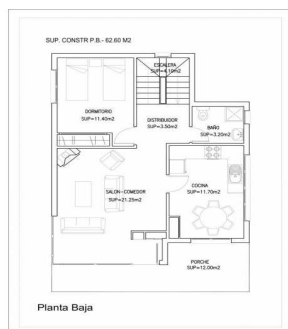 SUP. CONSTR P.B.- 62.60 M2
ESCALERA
SUP=4.10m2
DORMITORIO
SUP=11.40m2
DISTRIBUIDOR
SUP=3.50m2
BAÑO
SUP=3.20m2
SALON-COMEDOR
SUP=21.25m2
COCINA
SUP=11.70m2
PORCHE
SUP=12.00m2
Planta Baja